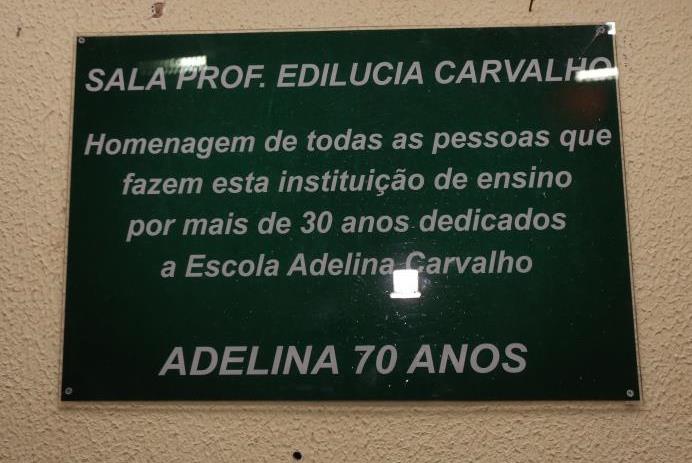 SALA PROF. EDILUCIA CARVALHO
Homenagem de todas as pessoas que
fazem esta instituição de ensino
por mais de 30 anos dedicados
a Escola Adelina Carvalho
ADELINA 70 ANOS